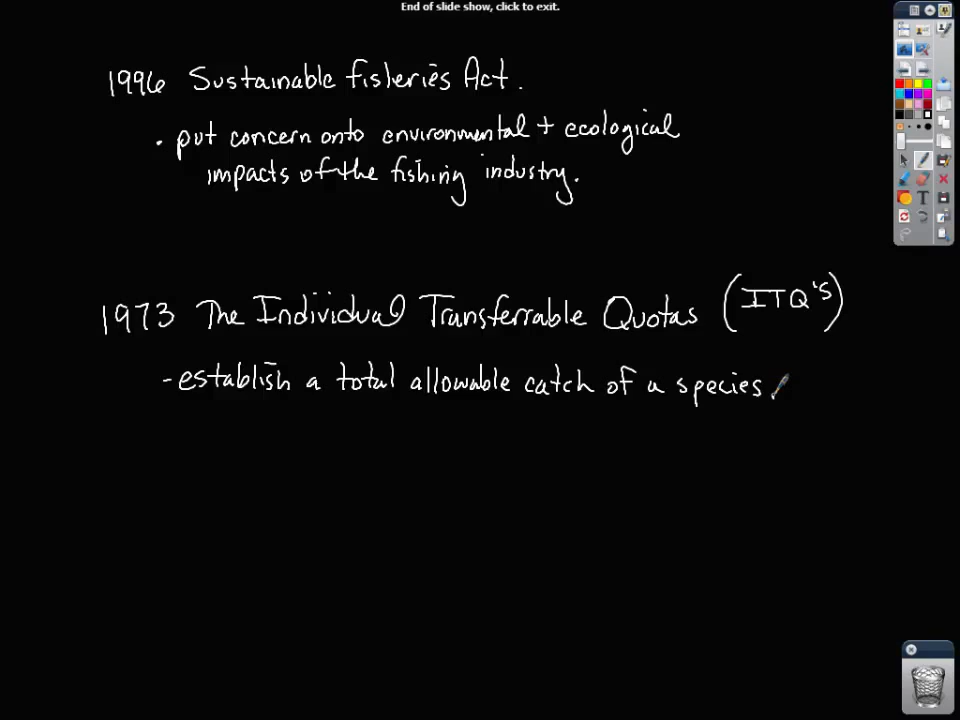 End of slide show, click to exit.
1996 Sustainable fisheries Act.
• put concern onto environmental + ecological
impacts of the fishing industry.
1973 The Individual Transferrable Quotas (ITQ's)
- establish a total allowable catch of a species.